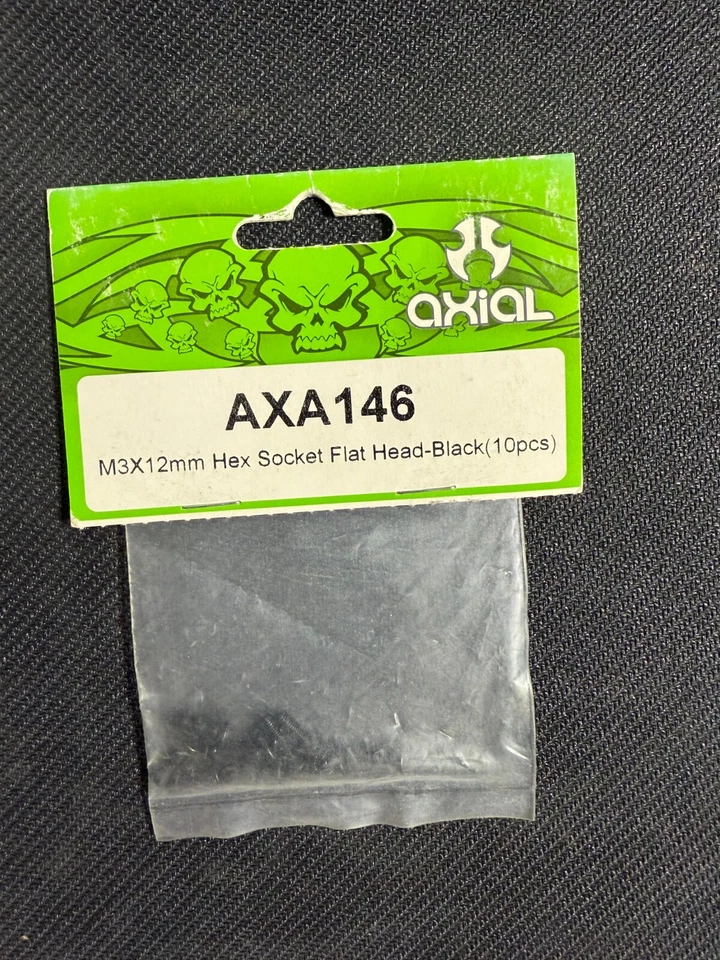 axial
AXA146
M3X12mm Hex Socket Flat Head-Black(10pcs)